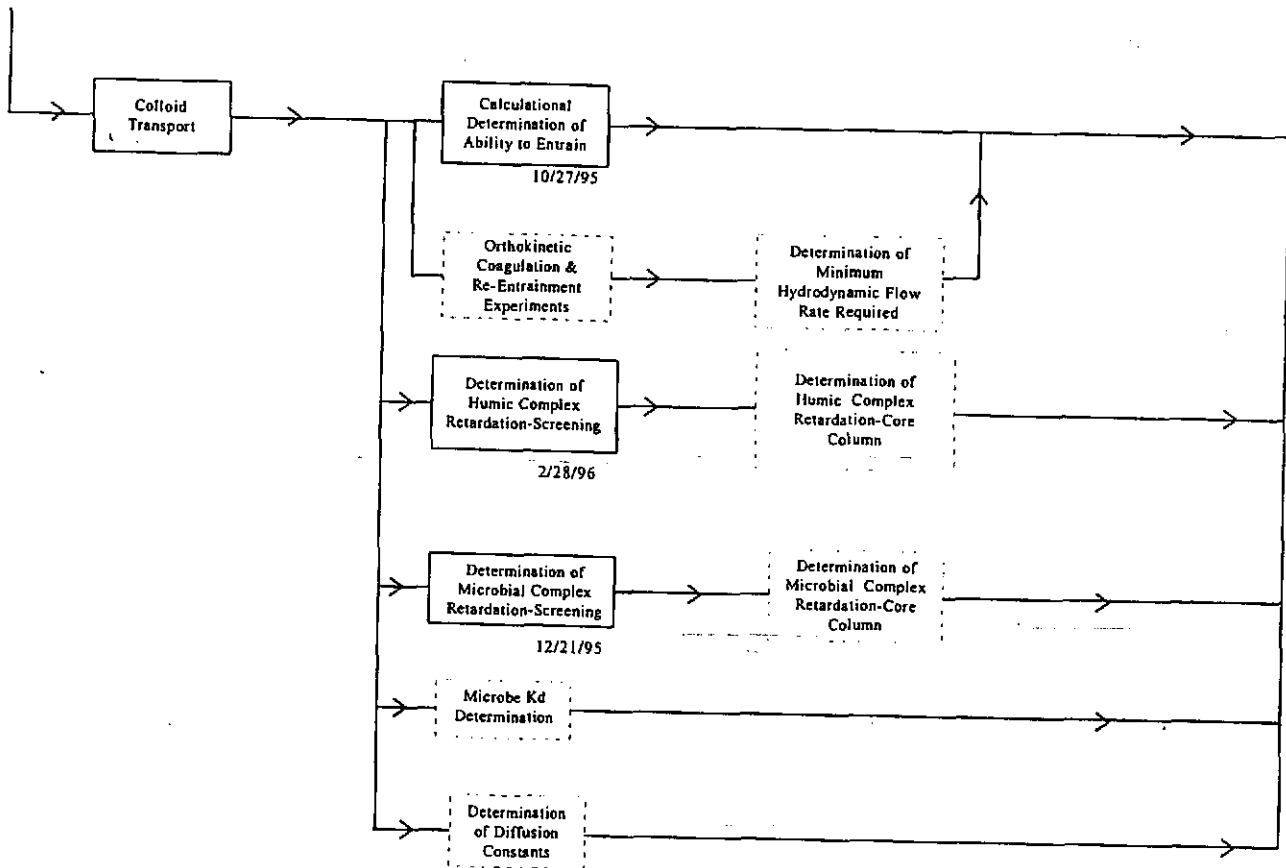 Colloid
Transport
Calculational
Determination of
Ability to Entrain
10/27/95
Orthokinetic
Coagulation &
Re-Entrainment
Experiments
Determination of
Minimum
Hydrodynamic Flow
Rate Required
Determination of
Humic Complex
Retardation-Screening
2/28/96
Determination of
Humic Complex
Retardation-Core
Column
Determination of
Microbial Complex
Retardation-Screening
12/21/95
Determination of
Microbial Complex
Retardation-Core
Column
Microbe Kd
Determination
Determination
of Diffusion
Constants